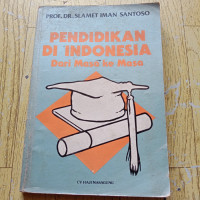 PROF. DR. SLAMET IMAN SANTOSO
PENDIDIKAN
DI INDONESIA
Dari Masa ke Masa
CV HAJI MASAGUNG